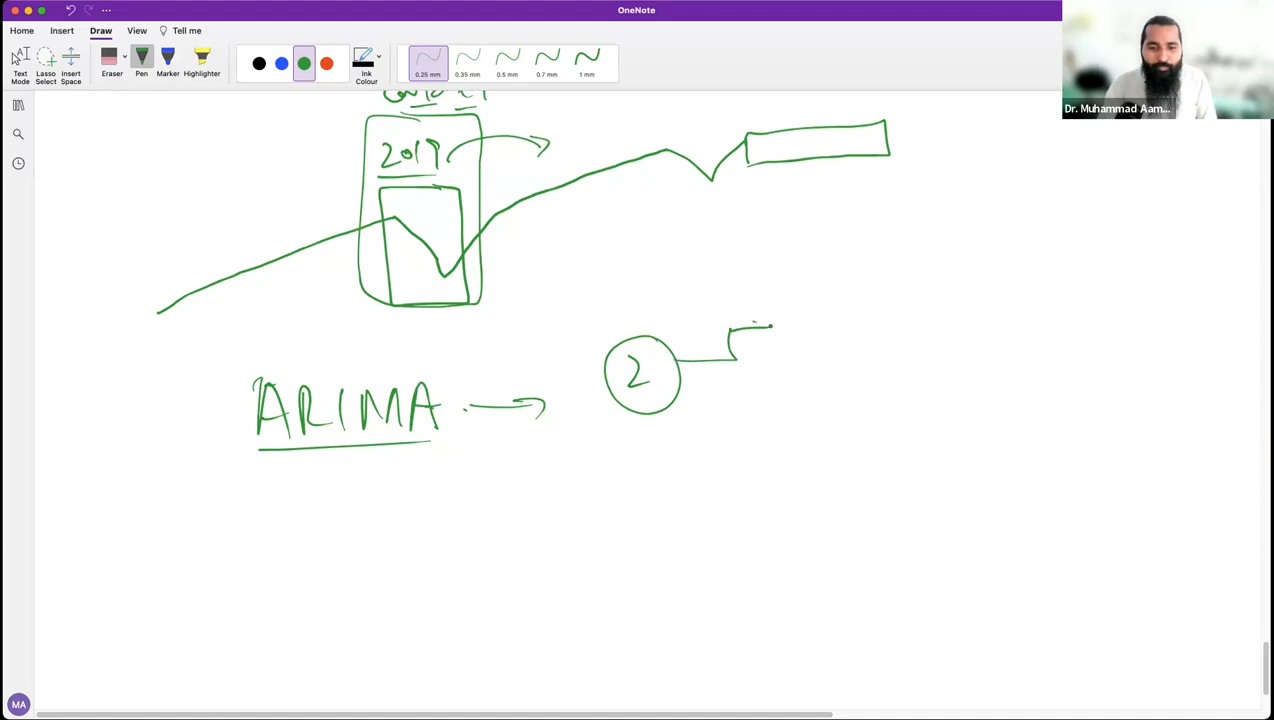 OneNote
Home Insert Draw View Tell me
Text Mode
Lasso Select
Insert Space
Eraser
Pen
Marker
Highlighter
Ink Colour
0.25 mm
0.35 mm
0.5 mm
0.7 mm
1 mm
Dr. Muhammad Aam...
2019
2
ARIMA
MA